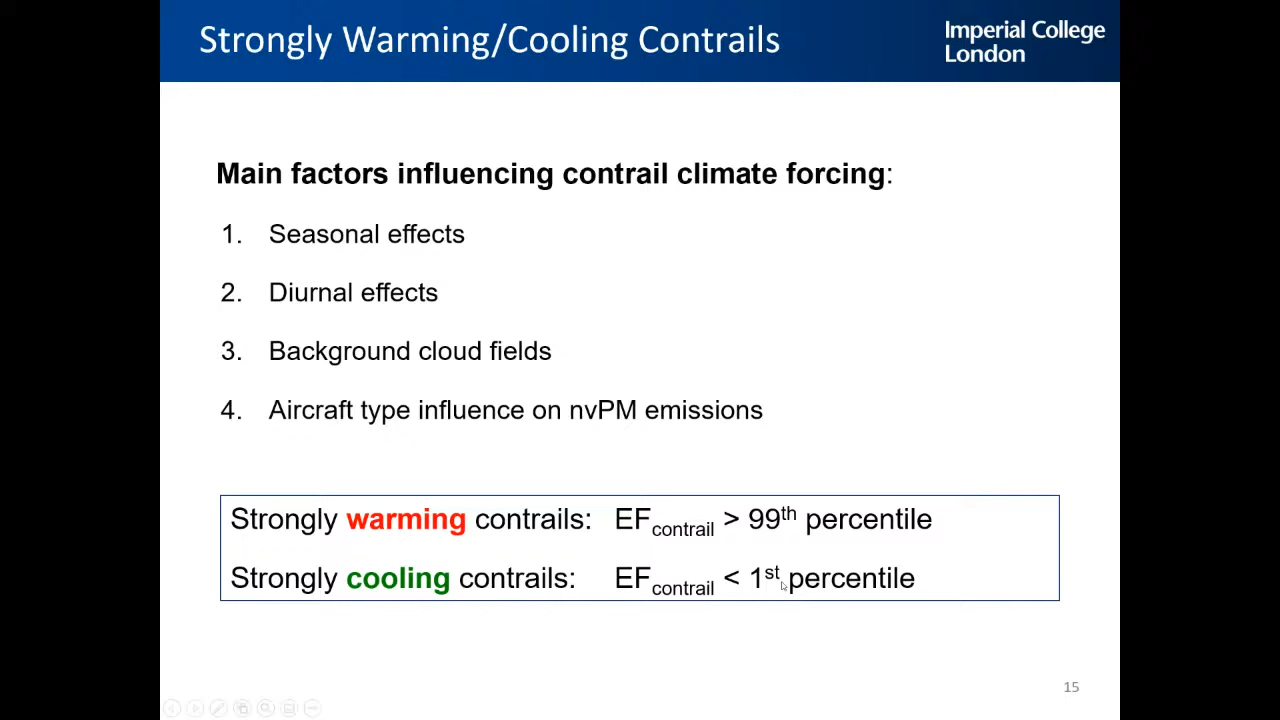 Strongly Warming/Cooling Contrails
Imperial College
London
Main factors influencing contrail climate forcing:
1. Seasonal effects
2. Diurnal effects
3. Background cloud fields
4. Aircraft type influence on nvPM emissions
Strongly warming contrails: EFcontrail > 99th percentile
Strongly cooling contrails: EFcontrail < 1st percentile
15